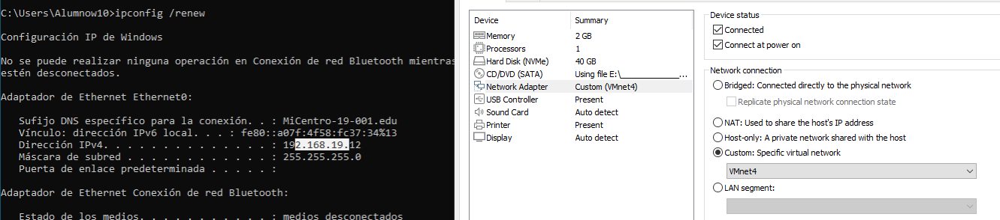 C:\Users\Alumnow10>ipconfig /renew
Configuración IP de Windows
No se puede realizar ninguna operación en Conexión de red Bluetooth mientras
estén desconectados.
Adaptador de Ethernet Ethernet0:
Sufijo DNS específico para la conexión. . : MiCentro-19-001.edu
Vínculo: dirección IPv6 local. . . : fe80::a07f:4f58:fc37:34%13
Dirección IPv4. . . . . . . . . . . . . . : 192.168.19.12
Máscara de subred . . . . . . . . . . . . : 255.255.255.0
Puerta de enlace predeterminada . . . . . :
Adaptador de Ethernet Conexión de red Bluetooth:
Estado de los medios. . . . . . . . . . . : medios desconectados
Device Summary
Memory 2 GB
Processors 1
Hard Disk (NVMe) 40 GB
CD/DVD (SATA) Using file E:\______________...
Network Adapter Custom (VMnet4)
USB Controller Present
Sound Card Auto detect
Printer Present
Display Auto detect
Device status
Connected
Connect at power on
Network connection
Bridged: Connected directly to the physical network
Replicate physical network connection state
NAT: Used to share the host's IP address
Host-only: A private network shared with the host
Custom: Specific virtual network
VMnet4
LAN segment: